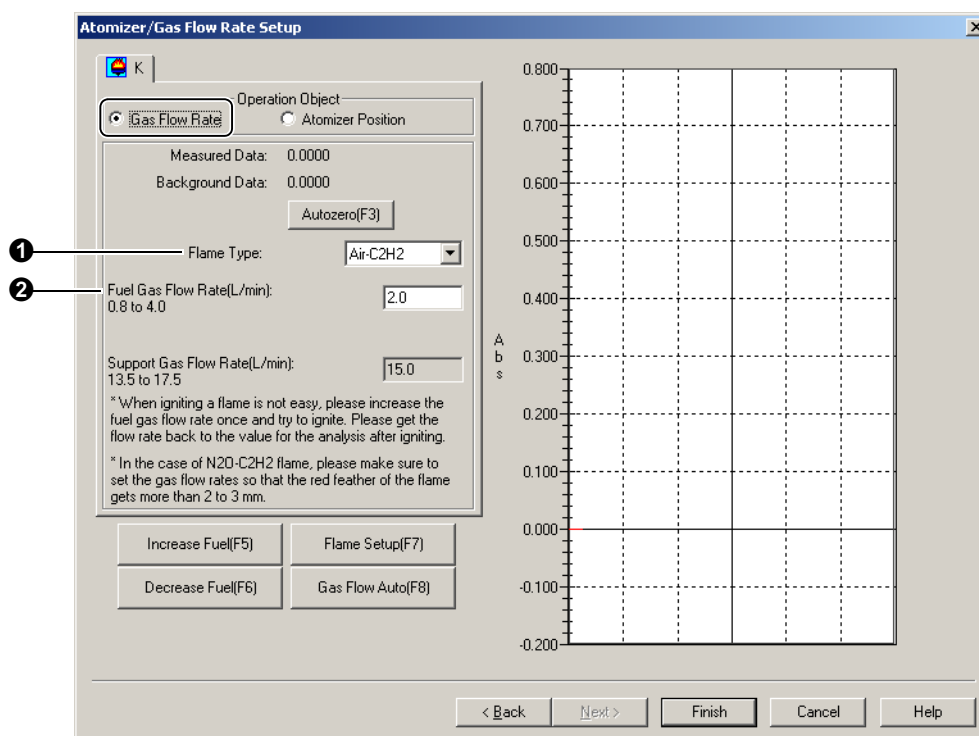 Atomizer/Gas Flow Rate Setup
K
Operation Object
Gas Flow Rate
Atomizer Position
Measured Data: 0.0000
Background Data: 0.0000
Autozero(F3)
❶
Flame Type: Air-C2H2
❷
Fuel Gas Flow Rate(L/min):
0.8 to 4.0
2.0
Support Gas Flow Rate(L/min):
13.5 to 17.5
15.0
* When igniting a flame is not easy, please increase the
fuel gas flow rate once and try to ignite. Please get the
flow rate back to the value for the analysis after igniting.
* In the case of N2O-C2H2 flame, please make sure to
set the gas flow rates so that the red feather of the flame
gets more than 2 to 3 mm.
Increase Fuel(F5)
Flame Setup(F7)
Decrease Fuel(F6)
Gas Flow Auto(F8)
Abs
0.800
0.700
0.600
0.500
0.400
0.300
0.200
0.100
0.000
-0.100
-0.200
< Back
Next >
Finish
Cancel
Help